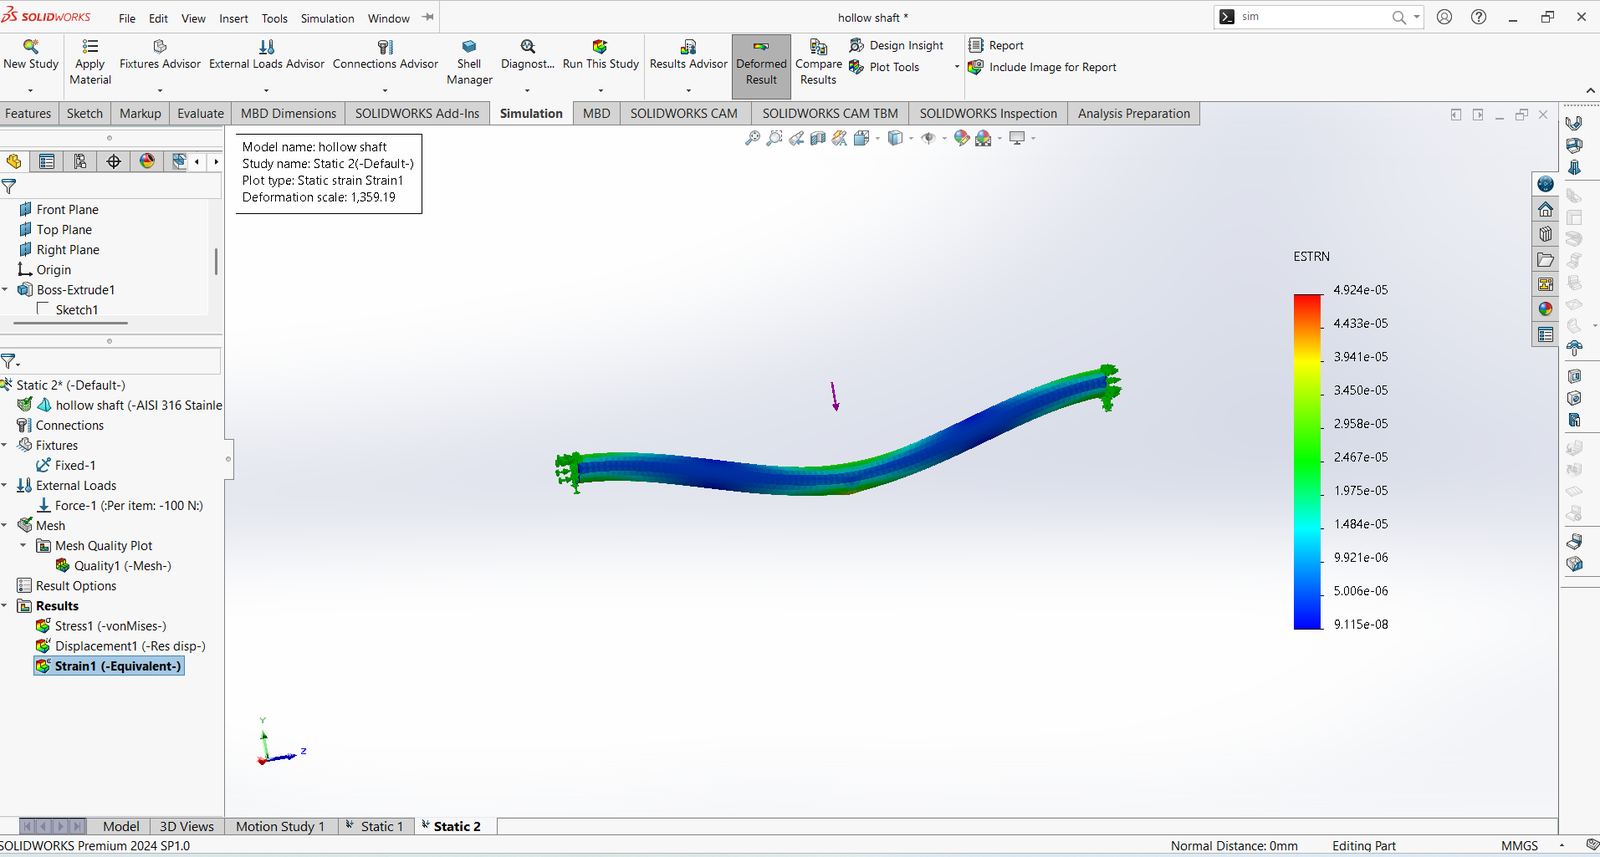 SOLIDWORKS File Edit View Insert Tools Simulation Window hollow shaft * sim
New Study
Apply Material
Fixtures Advisor
External Loads Advisor
Connections Advisor
Shell Manager
Diagnost...
Run This Study
Results Advisor
Deformed Result
Compare Results
Design Insight
Plot Tools
Report
Include Image for Report
Features Sketch Markup Evaluate MBD Dimensions SOLIDWORKS Add-Ins Simulation MBD SOLIDWORKS CAM SOLIDWORKS CAM TBM SOLIDWORKS Inspection Analysis Preparation
Front Plane
Top Plane
Right Plane
Origin
Boss-Extrude1
Sketch1
Static 2* (-Default-)
hollow shaft (-AISI 316 Stainle
Connections
Fixtures
Fixed-1
External Loads
Force-1 (:Per item: -100 N:)
Mesh
Mesh Quality Plot
Quality1 (-Mesh-)
Result Options
Results
Stress1 (-vonMises-)
Displacement1 (-Res disp-)
Strain1 (-Equivalent-)
Model name: hollow shaft
Study name: Static 2(-Default-)
Plot type: Static strain Strain1
Deformation scale: 1,359.19
ESTRN
4.924e-05
4.433e-05
3.941e-05
3.450e-05
2.958e-05
2.467e-05
1.975e-05
1.484e-05
9.921e-06
5.006e-06
9.115e-08
Y
Z
Model 3D Views Motion Study 1 Static 1 Static 2
SOLIDWORKS Premium 2024 SP1.0 Normal Distance: 0mm Editing Part MMGS